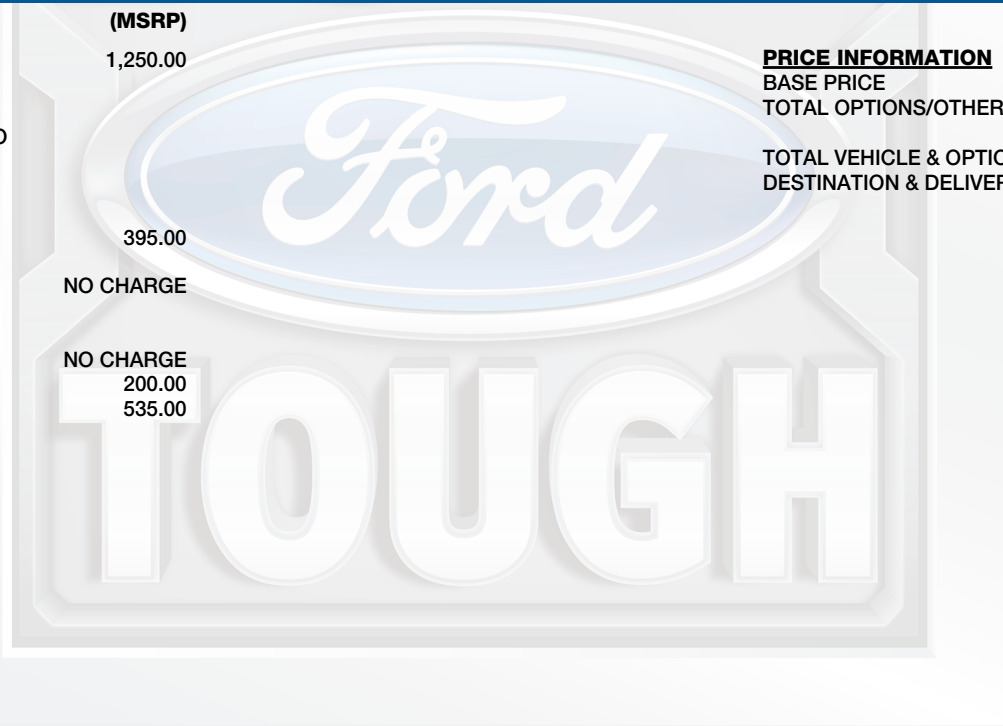 (MSRP)
1,250.00
395.00
NO CHARGE
NO CHARGE
200.00
535.00
PRICE INFORMATION
BASE PRICE
TOTAL OPTIONS/OTHER
TOTAL VEHICLE & OPTIO
DESTINATION & DELIVER
Ford
TOUGH